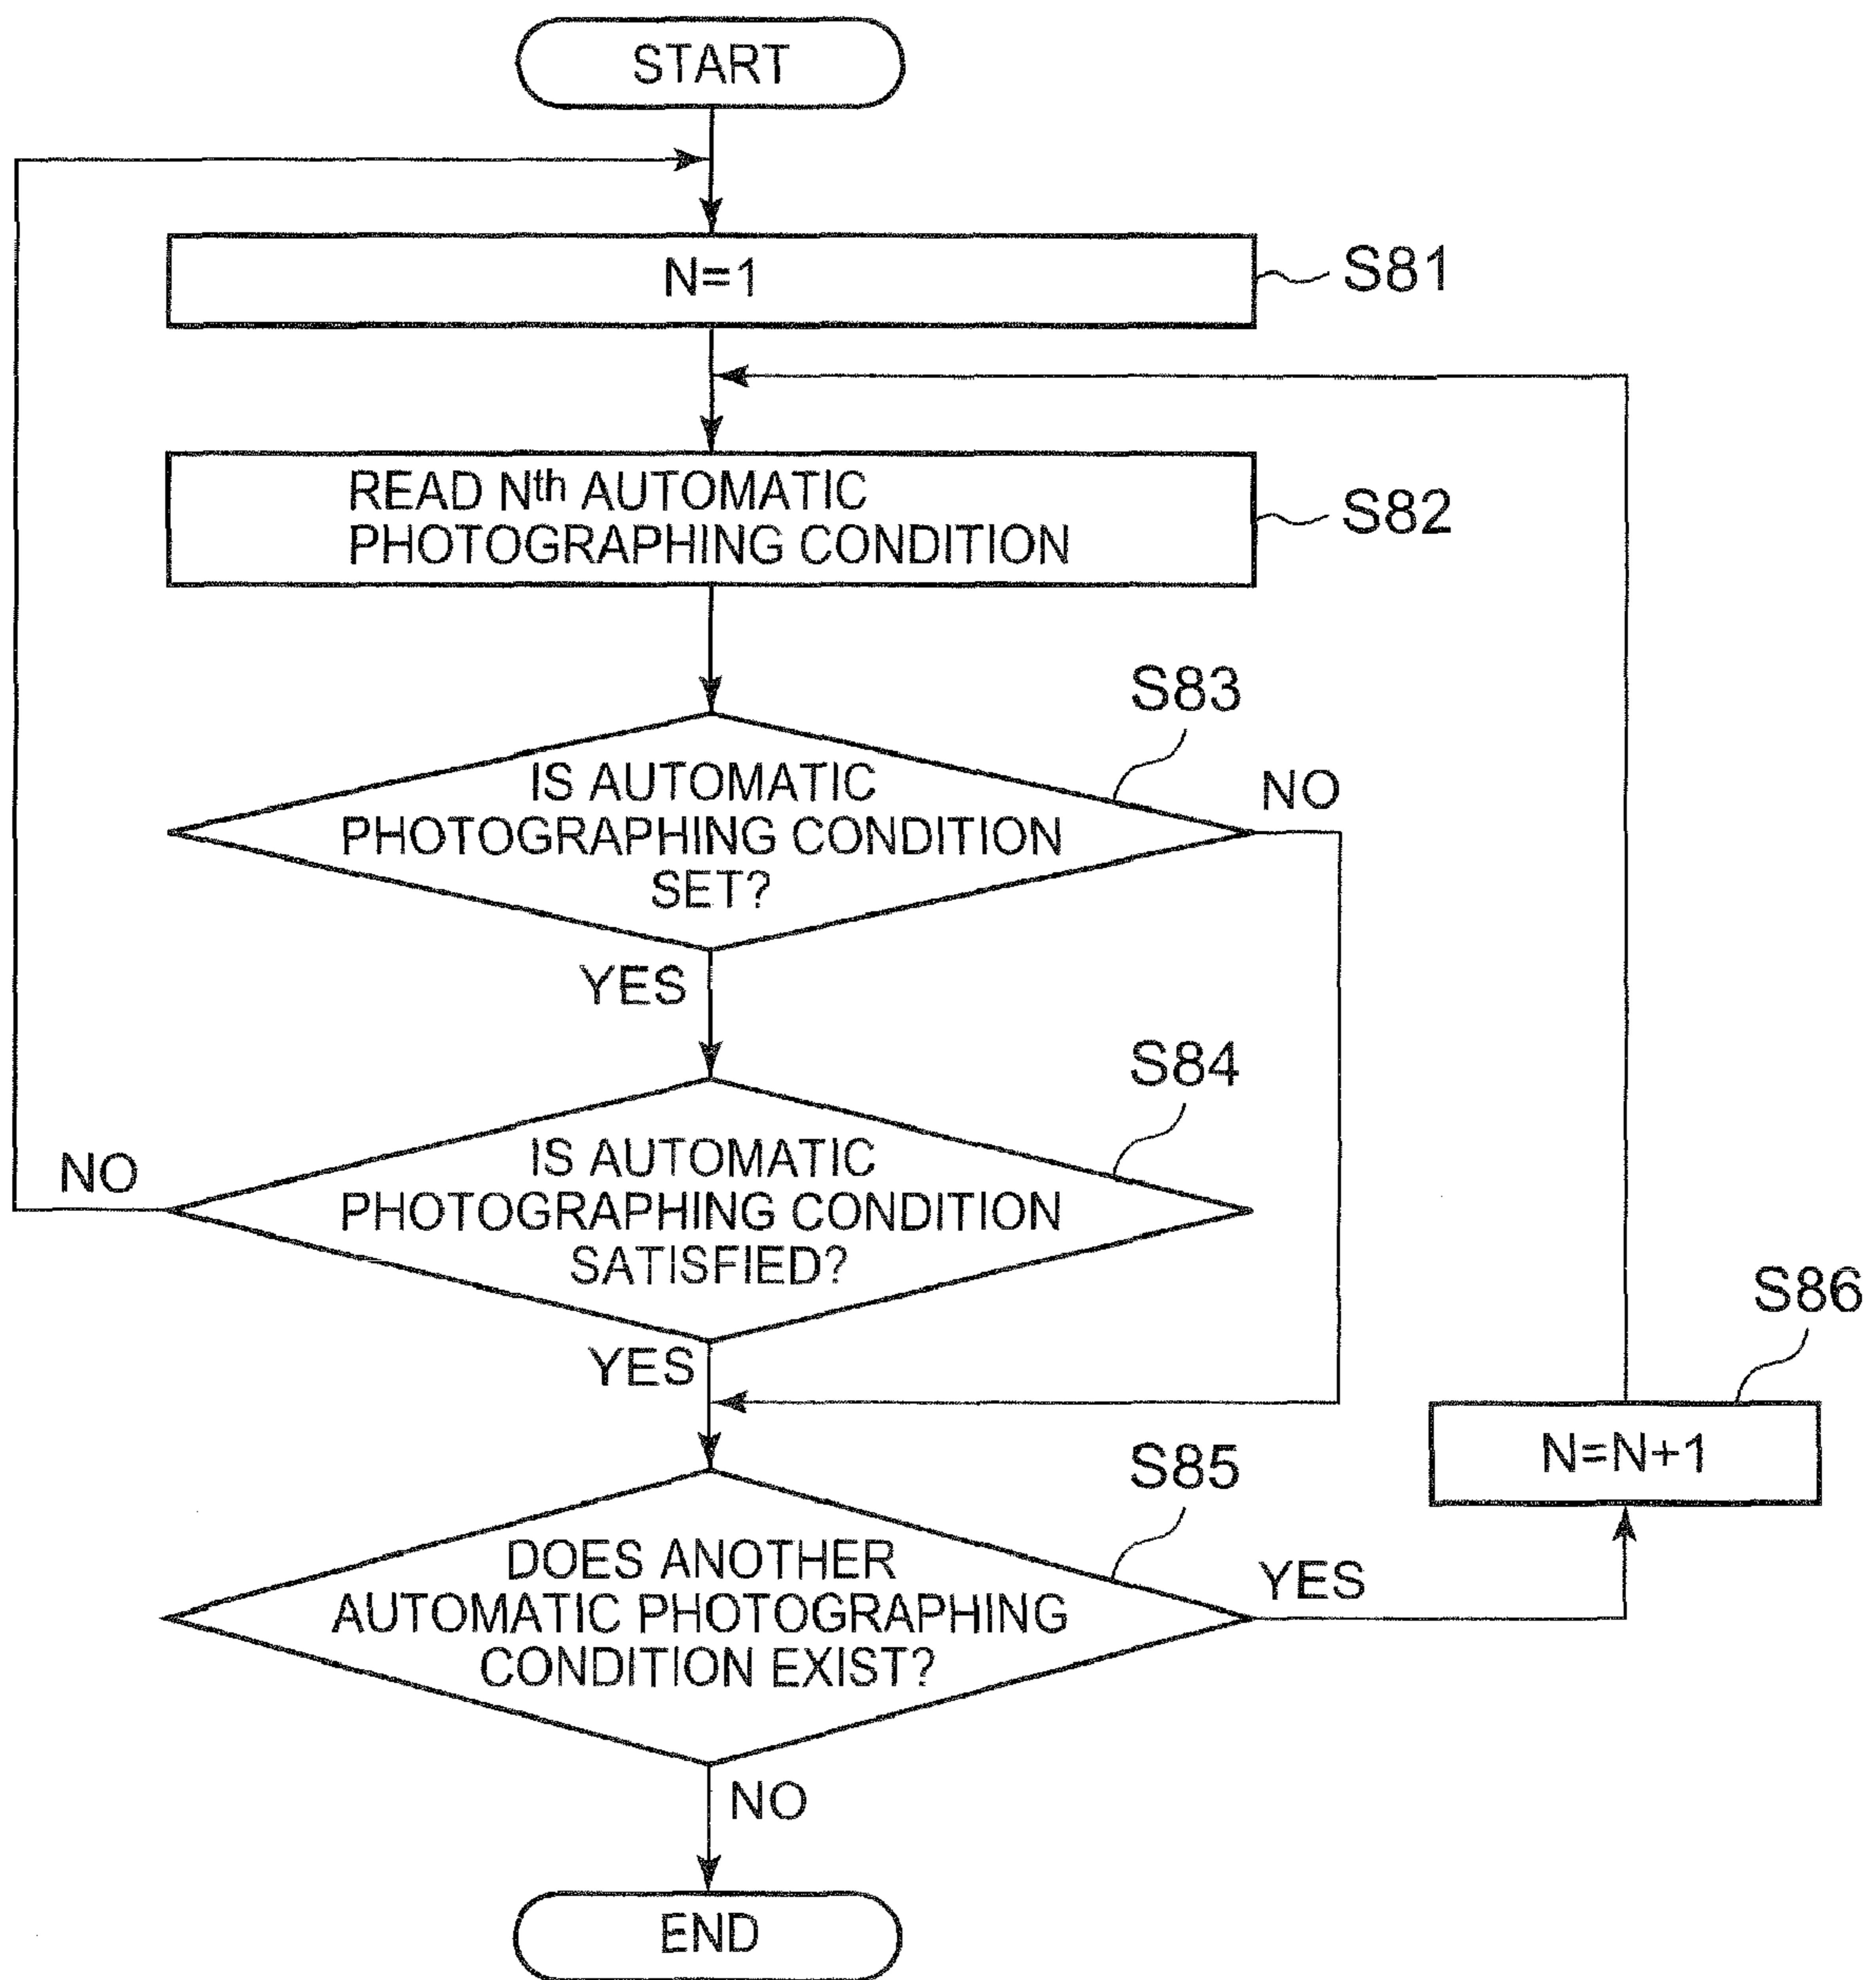 START
N=1
S81
READ Nth AUTOMATIC
PHOTOGRAPHING CONDITION
S82
S83
IS AUTOMATIC
PHOTOGRAPHING CONDITION
SET?
NO
YES
S84
IS AUTOMATIC
PHOTOGRAPHING CONDITION
SATISFIED?
NO
YES
S86
N=N+1
S85
DOES ANOTHER
AUTOMATIC PHOTOGRAPHING
CONDITION EXIST?
YES
NO
END